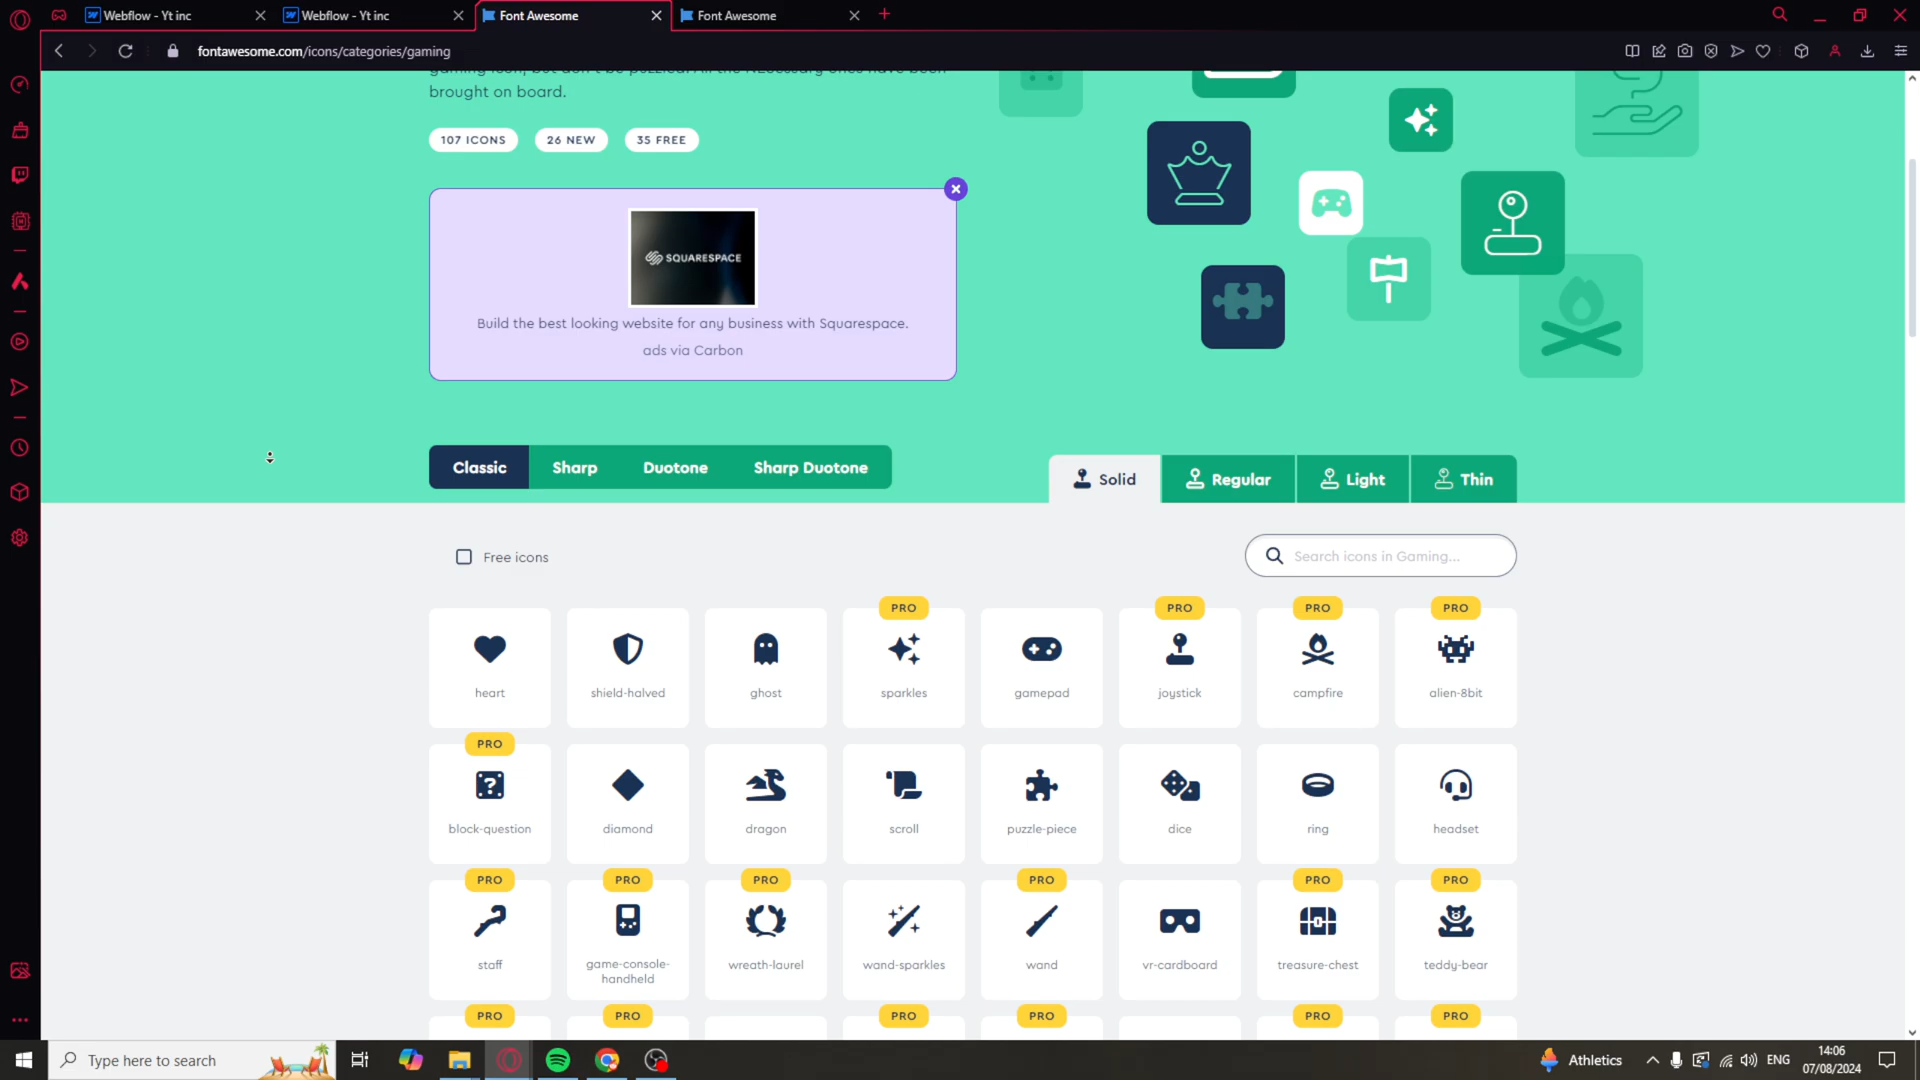 Webflow - Yt inc
Webflow - Yt inc
Font Awesome
Font Awesome
fontawesome.com/icons/categories/gaming
brought on board.
107 ICONS
26 NEW
35 FREE
SQUARESPACE
Build the best looking website for any business with Squarespace.
ads via Carbon
Classic
Sharp
Duotone
Sharp Duotone
Solid
Regular
Light
Thin
Free icons
Search icons in Gaming...
PRO
PRO
PRO
PRO
heart
shield-halved
ghost
sparkles
gamepad
joystick
campfire
alien-8bit
PRO
block-question
diamond
dragon
scroll
puzzle-piece
dice
ring
headset
PRO
PRO
PRO
PRO
PRO
PRO
staff
game-console-
handheld
wreath-laurel
wand-sparkles
wand
vr-cardboard
treasure-chest
teddy-bear
PRO
PRO
PRO
PRO
PRO
PRO
Type here to search
Athletics
ENG
14:06
07/08/2024